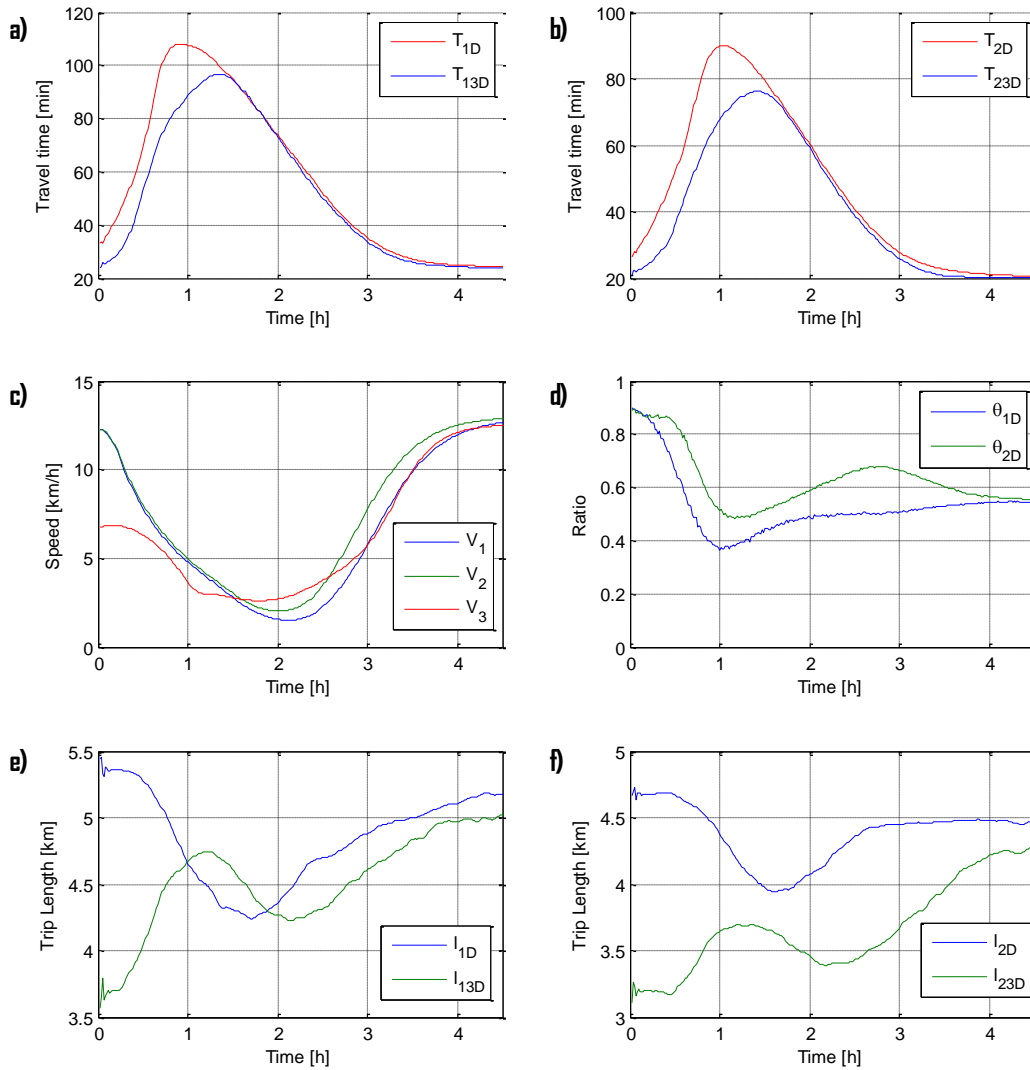 a)
Travel time [min]
120
100
80
60
40
20
0 1 2 3 4
Time [h]
T1D
T13D
b)
Travel time [min]
100
80
60
40
20
0 1 2 3 4
Time [h]
T2D
T23D
c)
Speed [km/h]
15
10
5
0
0 1 2 3 4
Time [h]
V1
V2
V3
d)
Ratio
1
0.8
0.6
0.4
0.2
0
0 1 2 3 4
Time [h]
θ1D
θ2D
e)
Trip Length [km]
5.5
5
4.5
4
3.5
0 1 2 3 4
Time [h]
l1D
l13D
f)
Trip Length [km]
5
4.5
4
3.5
3
0 1 2 3 4
Time [h]
l2D
l23D